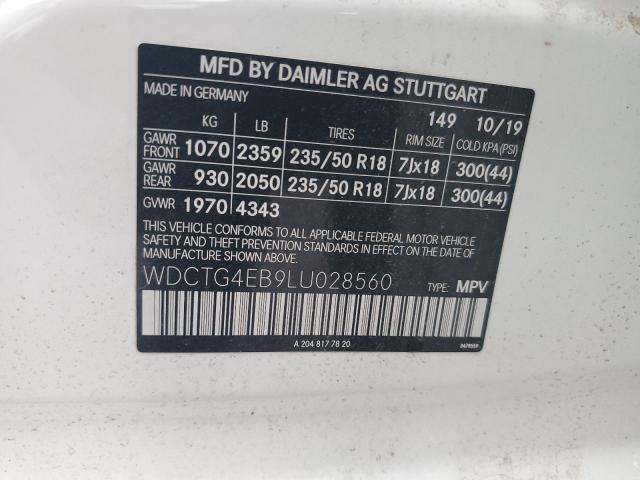 MFD BY DAIMLER AG STUTTGART
MADE IN GERMANY
149 10/19
KG LB TIRES RIM SIZE COLD KPA(PSI)
GAWR FRONT 1070 2359 235/50 R18 7Jx18 300(44)
GAWR REAR 930 2050 235/50 R18 7Jx18 300(44)
GVWR 1970 4343
THIS VEHICLE CONFORMS TO ALL APPLICABLE FEDERAL MOTOR VEHICLE
SAFETY AND THEFT PREVENTION STANDARDS IN EFFECT ON THE DATE OF
MANUFACTURE SHOWN ABOVE.
WDCTG4EB9LU028560 TYPE: MPV
A 204 817 78 20